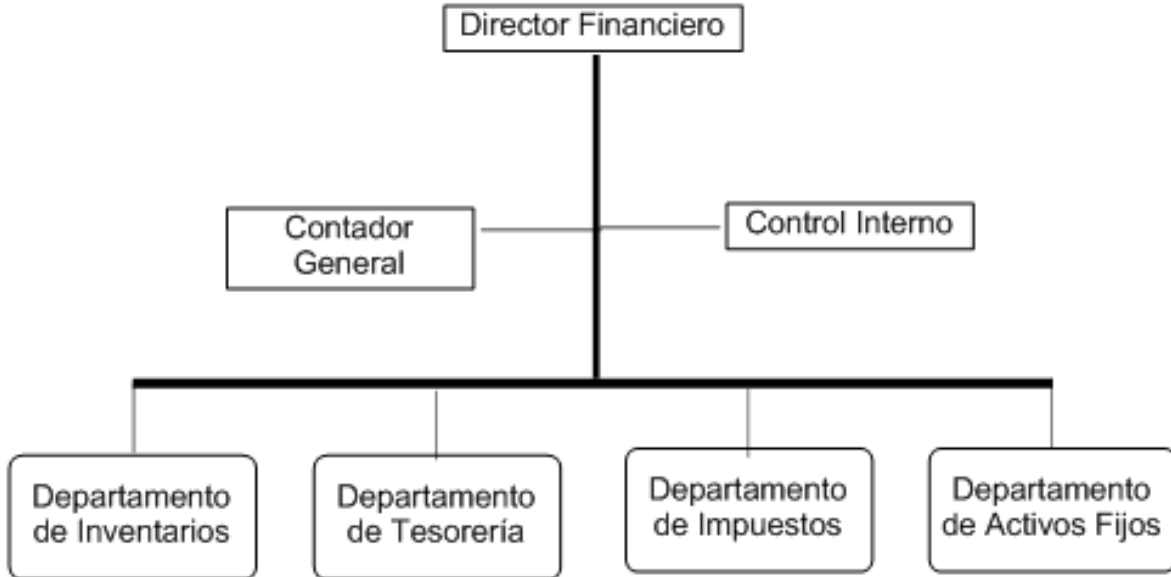 Director Financiero
Contador
General
Control Interno
Departamento
de Inventarios
Departamento
de Tesorería
Departamento
de Impuestos
Departamento
de Activos Fijos